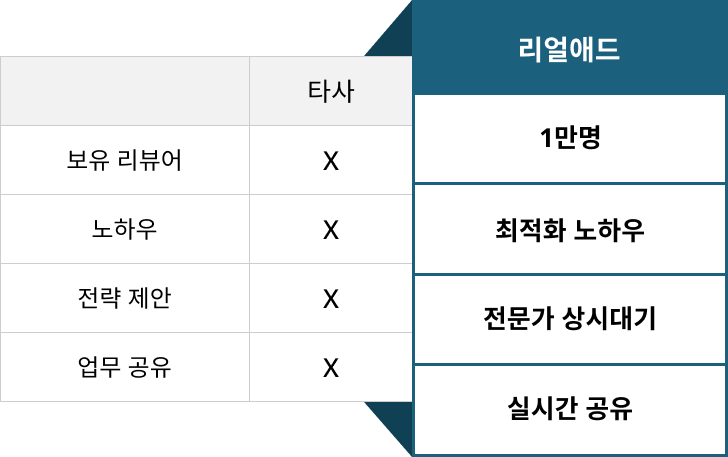 리얼애드
타사
보유 리뷰어
X
1만명
노하우
X
최적화 노하우
전략 제안
X
전문가 상시대기
업무 공유
X
실시간 공유